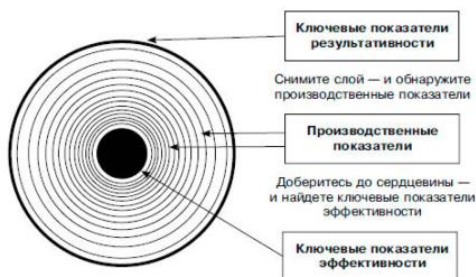 Ключевые показатели
результативности
Снимите слой — и обнаружите
производственные показатели
Производственные
показатели
Доберитесь до сердцевины —
и найдете ключевые показатели
эффективности
Ключевые показатели
эффективности